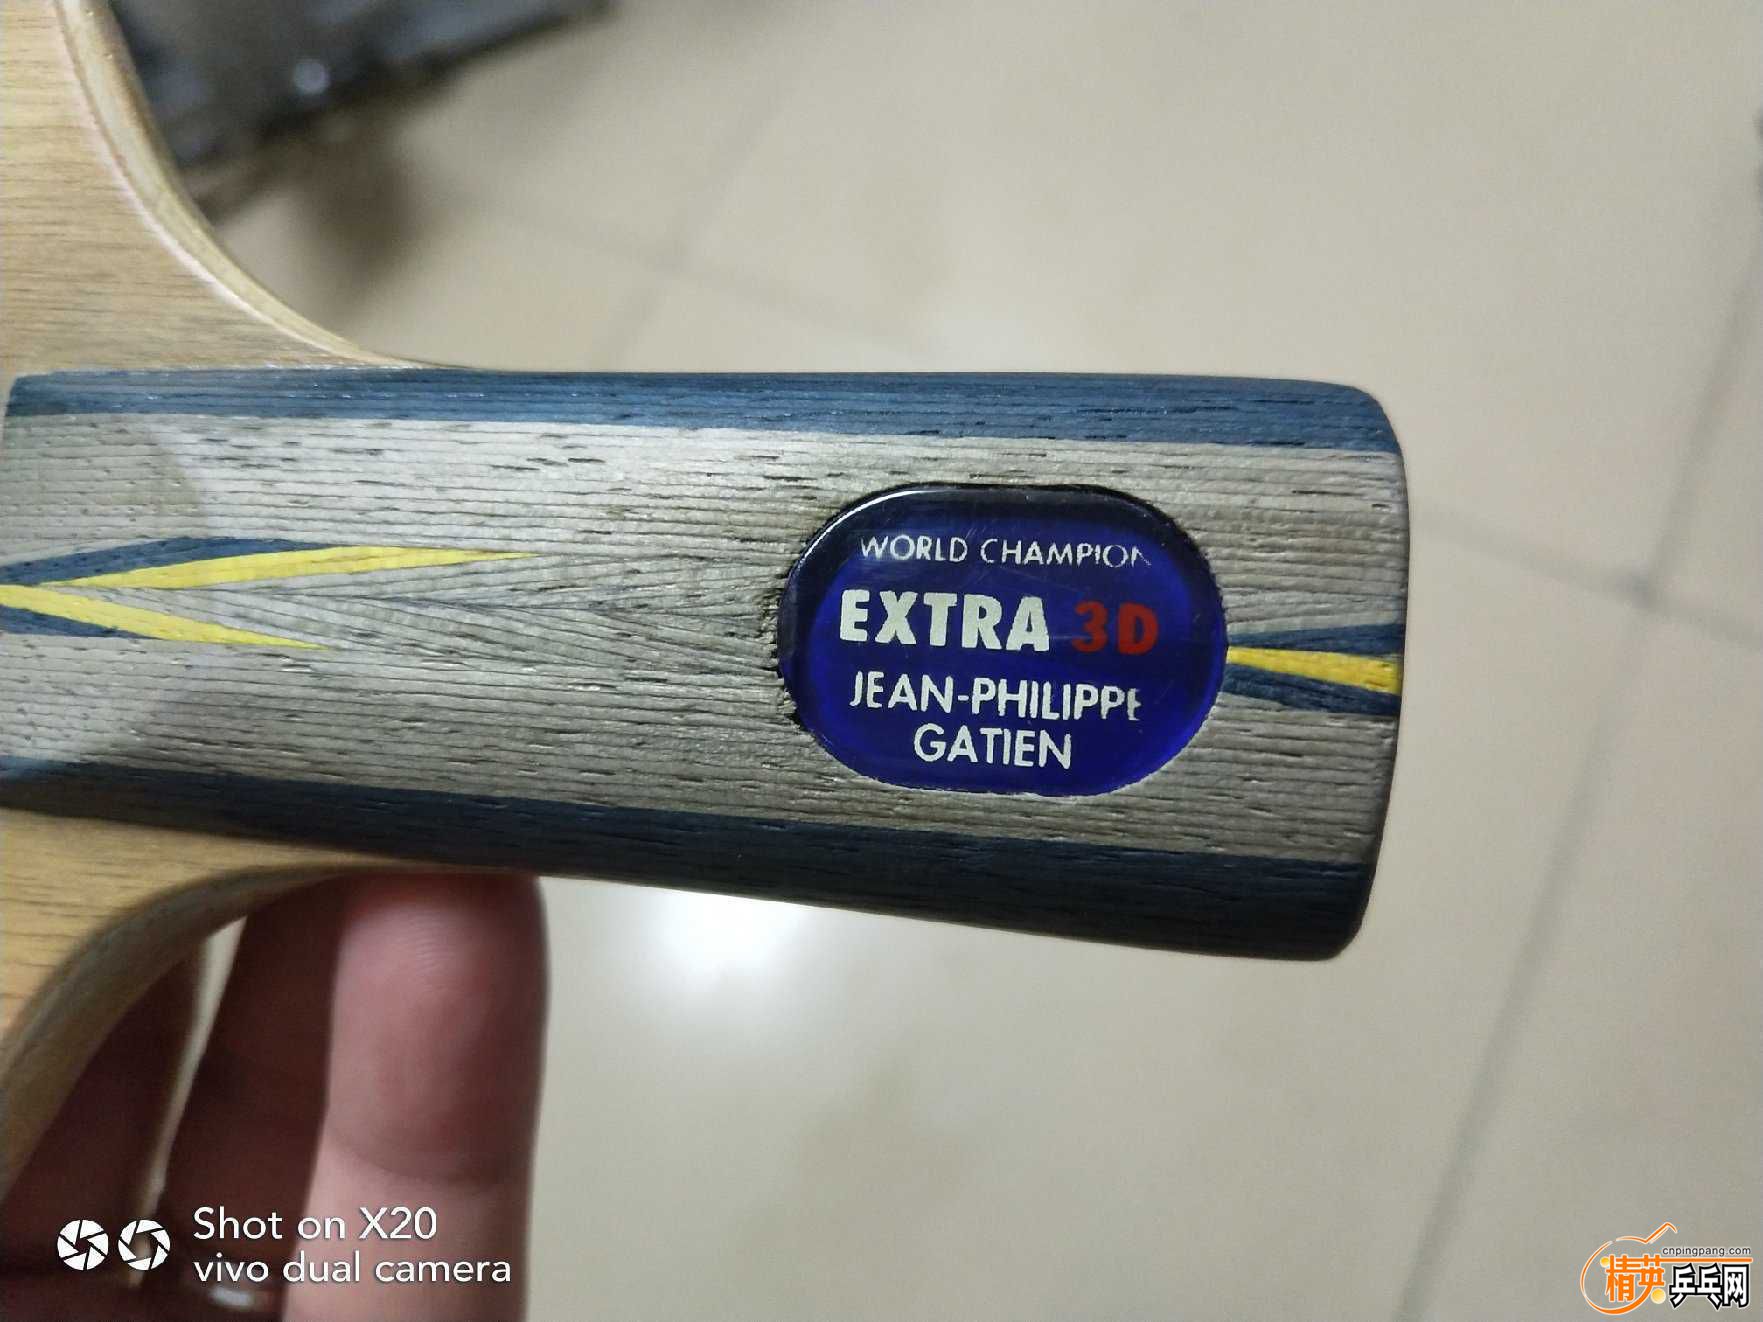 WORLD CHAMPION
EXTRA 3D
JEAN-PHILIPPE
GATIEN
Shot on X20
vivo dual camera
cnpingpang.com
精英乒乓网